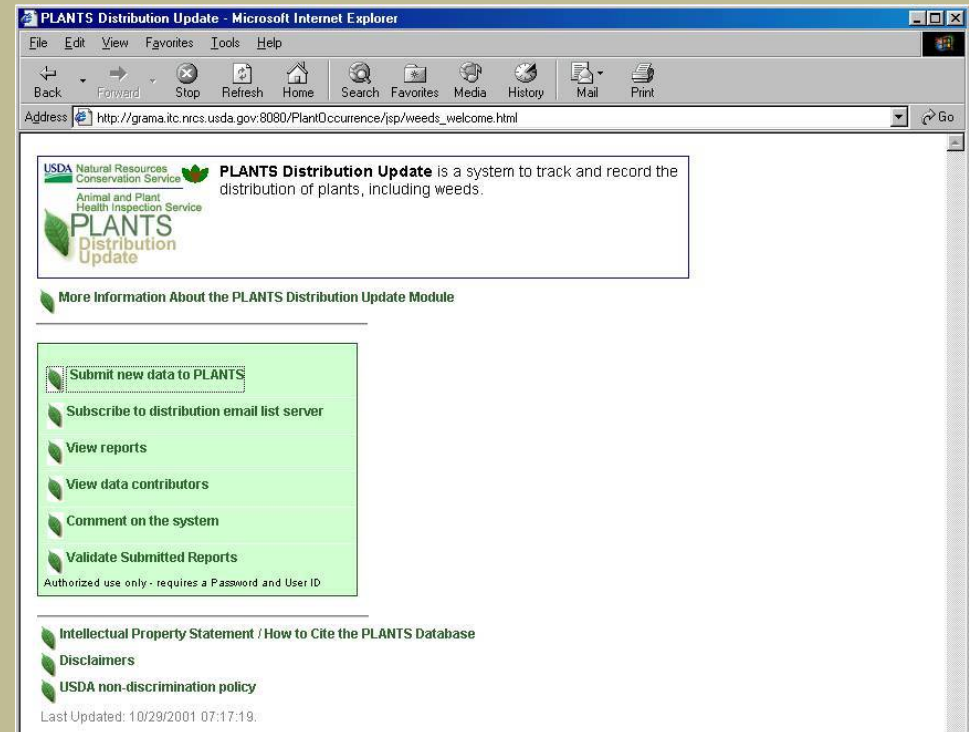 PLANTS Distribution Update - Microsoft Internet Explorer
File Edit View Favorites Tools Help
Back Forward Stop Refresh Home Search Favorites Media History Mail Print
Address http://grama.itc.nrcs.usda.gov:8080/PlantOccurrence/jsp/weeds_welcome.html Go
USDA Natural Resources
Conservation Service
Animal and Plant
Health Inspection Service
PLANTS
Distribution
Update
PLANTS Distribution Update is a system to track and record the
distribution of plants, including weeds.
More Information About the PLANTS Distribution Update Module
Submit new data to PLANTS
Subscribe to distribution email list server
View reports
View data contributors
Comment on the system
Validate Submitted Reports
Authorized use only - requires a Password and User ID
Intellectual Property Statement / How to Cite the PLANTS Database
Disclaimers
USDA non-discrimination policy
Last Updated: 10/29/2001 07:17:19.